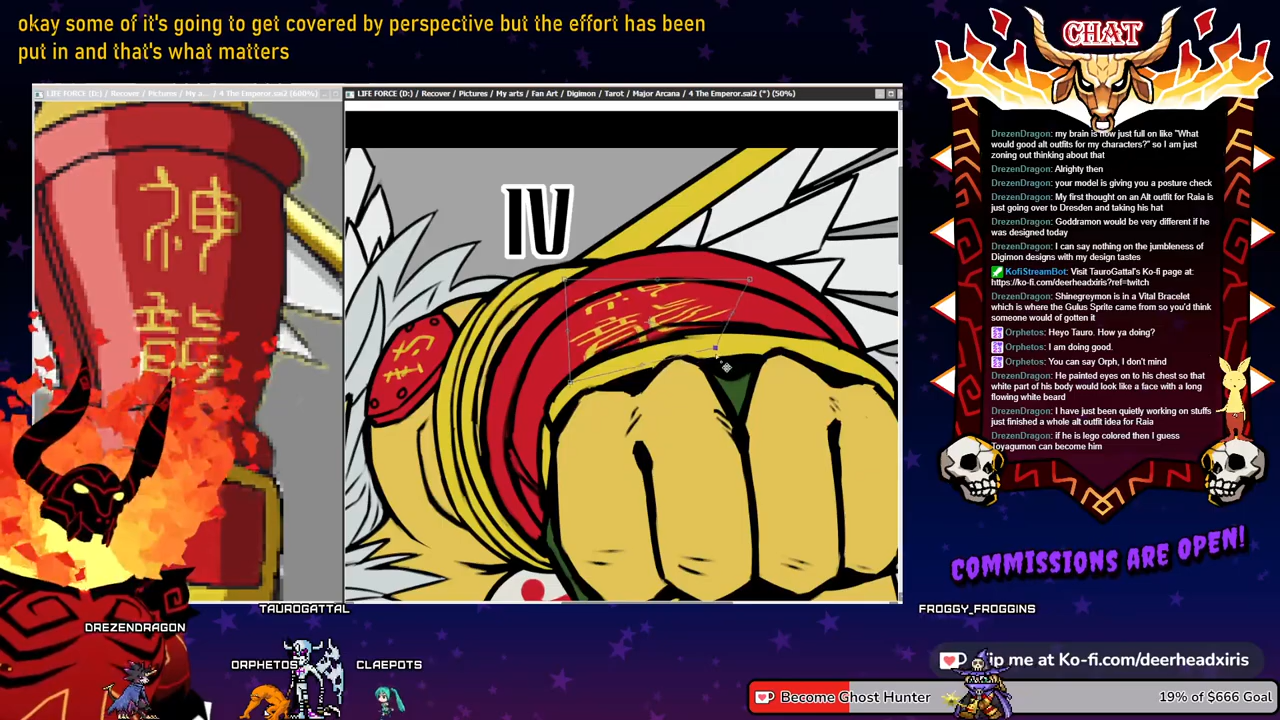 okay some of it's going to get covered by perspective but the effort has been
put in and that's what matters
CHAT
LIFE FORCE (D:) / Recover / Pictures / My a... / 4 The Emperor.sai2 (600%)
LIFE FORCE (D:) / Recover / Pictures / My arts / Fan Art / Digimon / Tarot / Major Arcana / 4 The Emperor.sai2 (*) (50%)
IV
神
龍
DrezenDragon: my brain is now just full on like "What
would good alt outfits for my characters?" so I am just
zoning out thinking about that
DrezenDragon: Alrighty then
DrezenDragon: your model is giving you a posture check
DrezenDragon: My first thought on an Alt outfit for Raia is
just going over to Dresden and taking his hat
DrezenDragon: Goddramon would be very different if he
was designed today
DrezenDragon: I can say nothing on the jumbleness of
Digimon designs with my design tastes
KofiStreamBot: Visit TauroGattal's Ko-fi page at:
https://ko-fi.com/deerheadxiris?ref=twitch
DrezenDragon: Shinegreymon is in a Vital Bracelet
which is where the Gulus Sprite came from so you'd think
someone would of gotten it
Orphetos: Heyo Tauro. How ya doing?
Orphetos: I am doing good.
Orphetos: You can say Orph, I don't mind
DrezenDragon: He painted eyes on to his chest so that
white part of his body would look like a face with a long
flowing white beard
DrezenDragon: I have just been quietly working on stuffs
just finished a whole alt outfit idea for Raia
DrezenDragon: if he is lego colored then I guess
Toyagumon can become him
COMMISSIONS ARE OPEN!
TAUROGATTAL
FROGGY_FROGGINS
DREZENDRAGON
ORPHETOS
CLAEPOTS
me at Ko-fi.com/deerheadxiris
Become Ghost Hunter
19% of $666 Goal